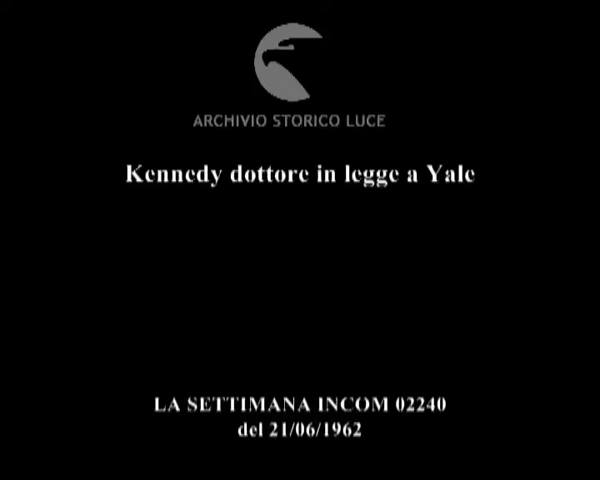 ARCHIVIO STORICO LUCE
Kennedy dottore in legge a Yale
LA SETTIMANA INCOM 02240
del 21/06/1962